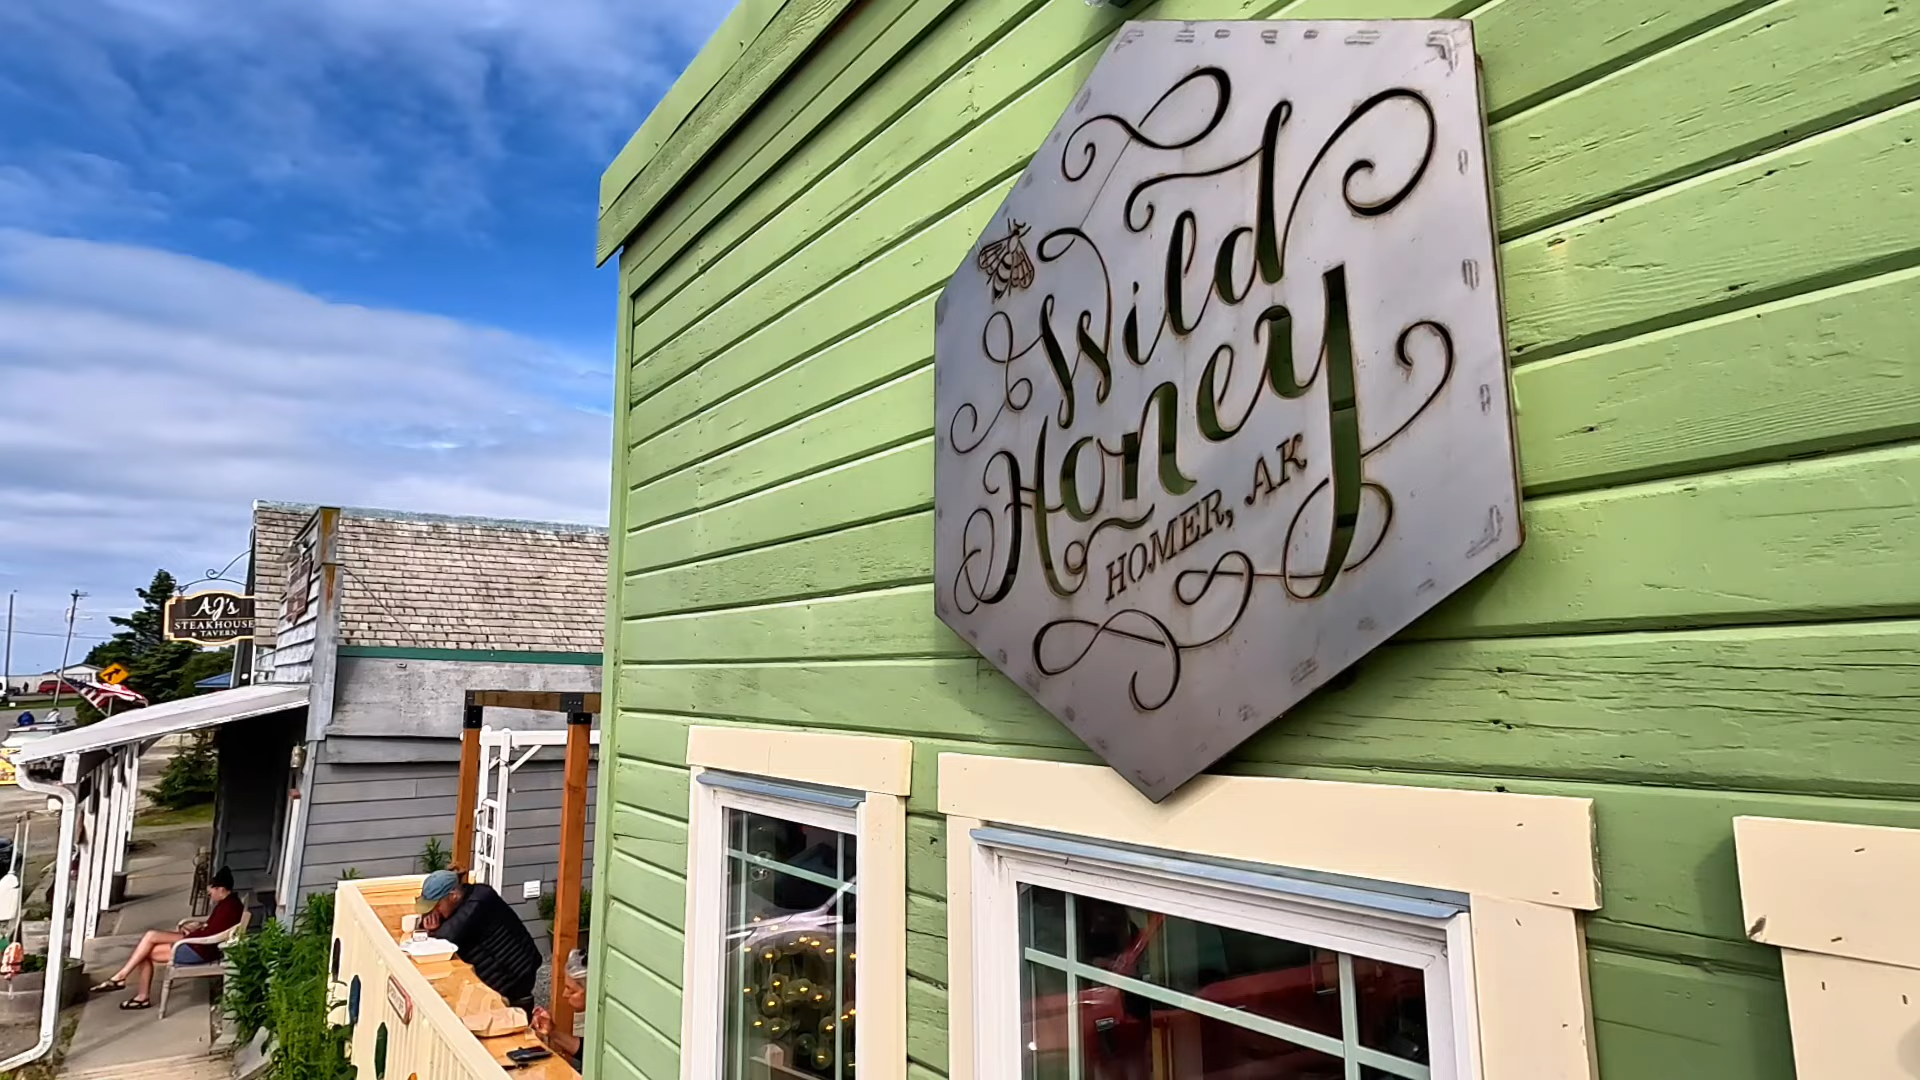 Wild
Honey
HOMER, AK
AJ's
STEAKHOUSE
& TAVERN